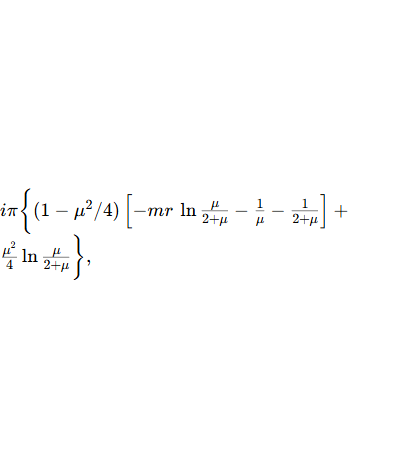 iπ{(1 − μ²/4) [−mr ln μ/(2+μ) − 1/μ − 1/(2+μ)] +
μ²/4 ln μ/(2+μ)},